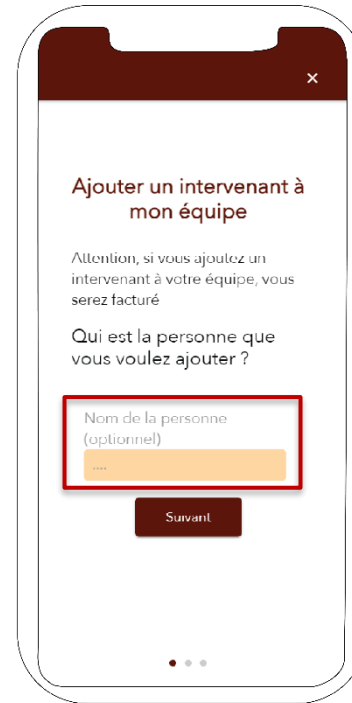 ×
Ajouter un intervenant à
mon équipe
Attention, si vous ajoutez un
intervenant à votre équipe, vous
serez facturé
Qui est la personne que
vous voulez ajouter ?
Nom de la personne
(optionnel)
....
Suivant